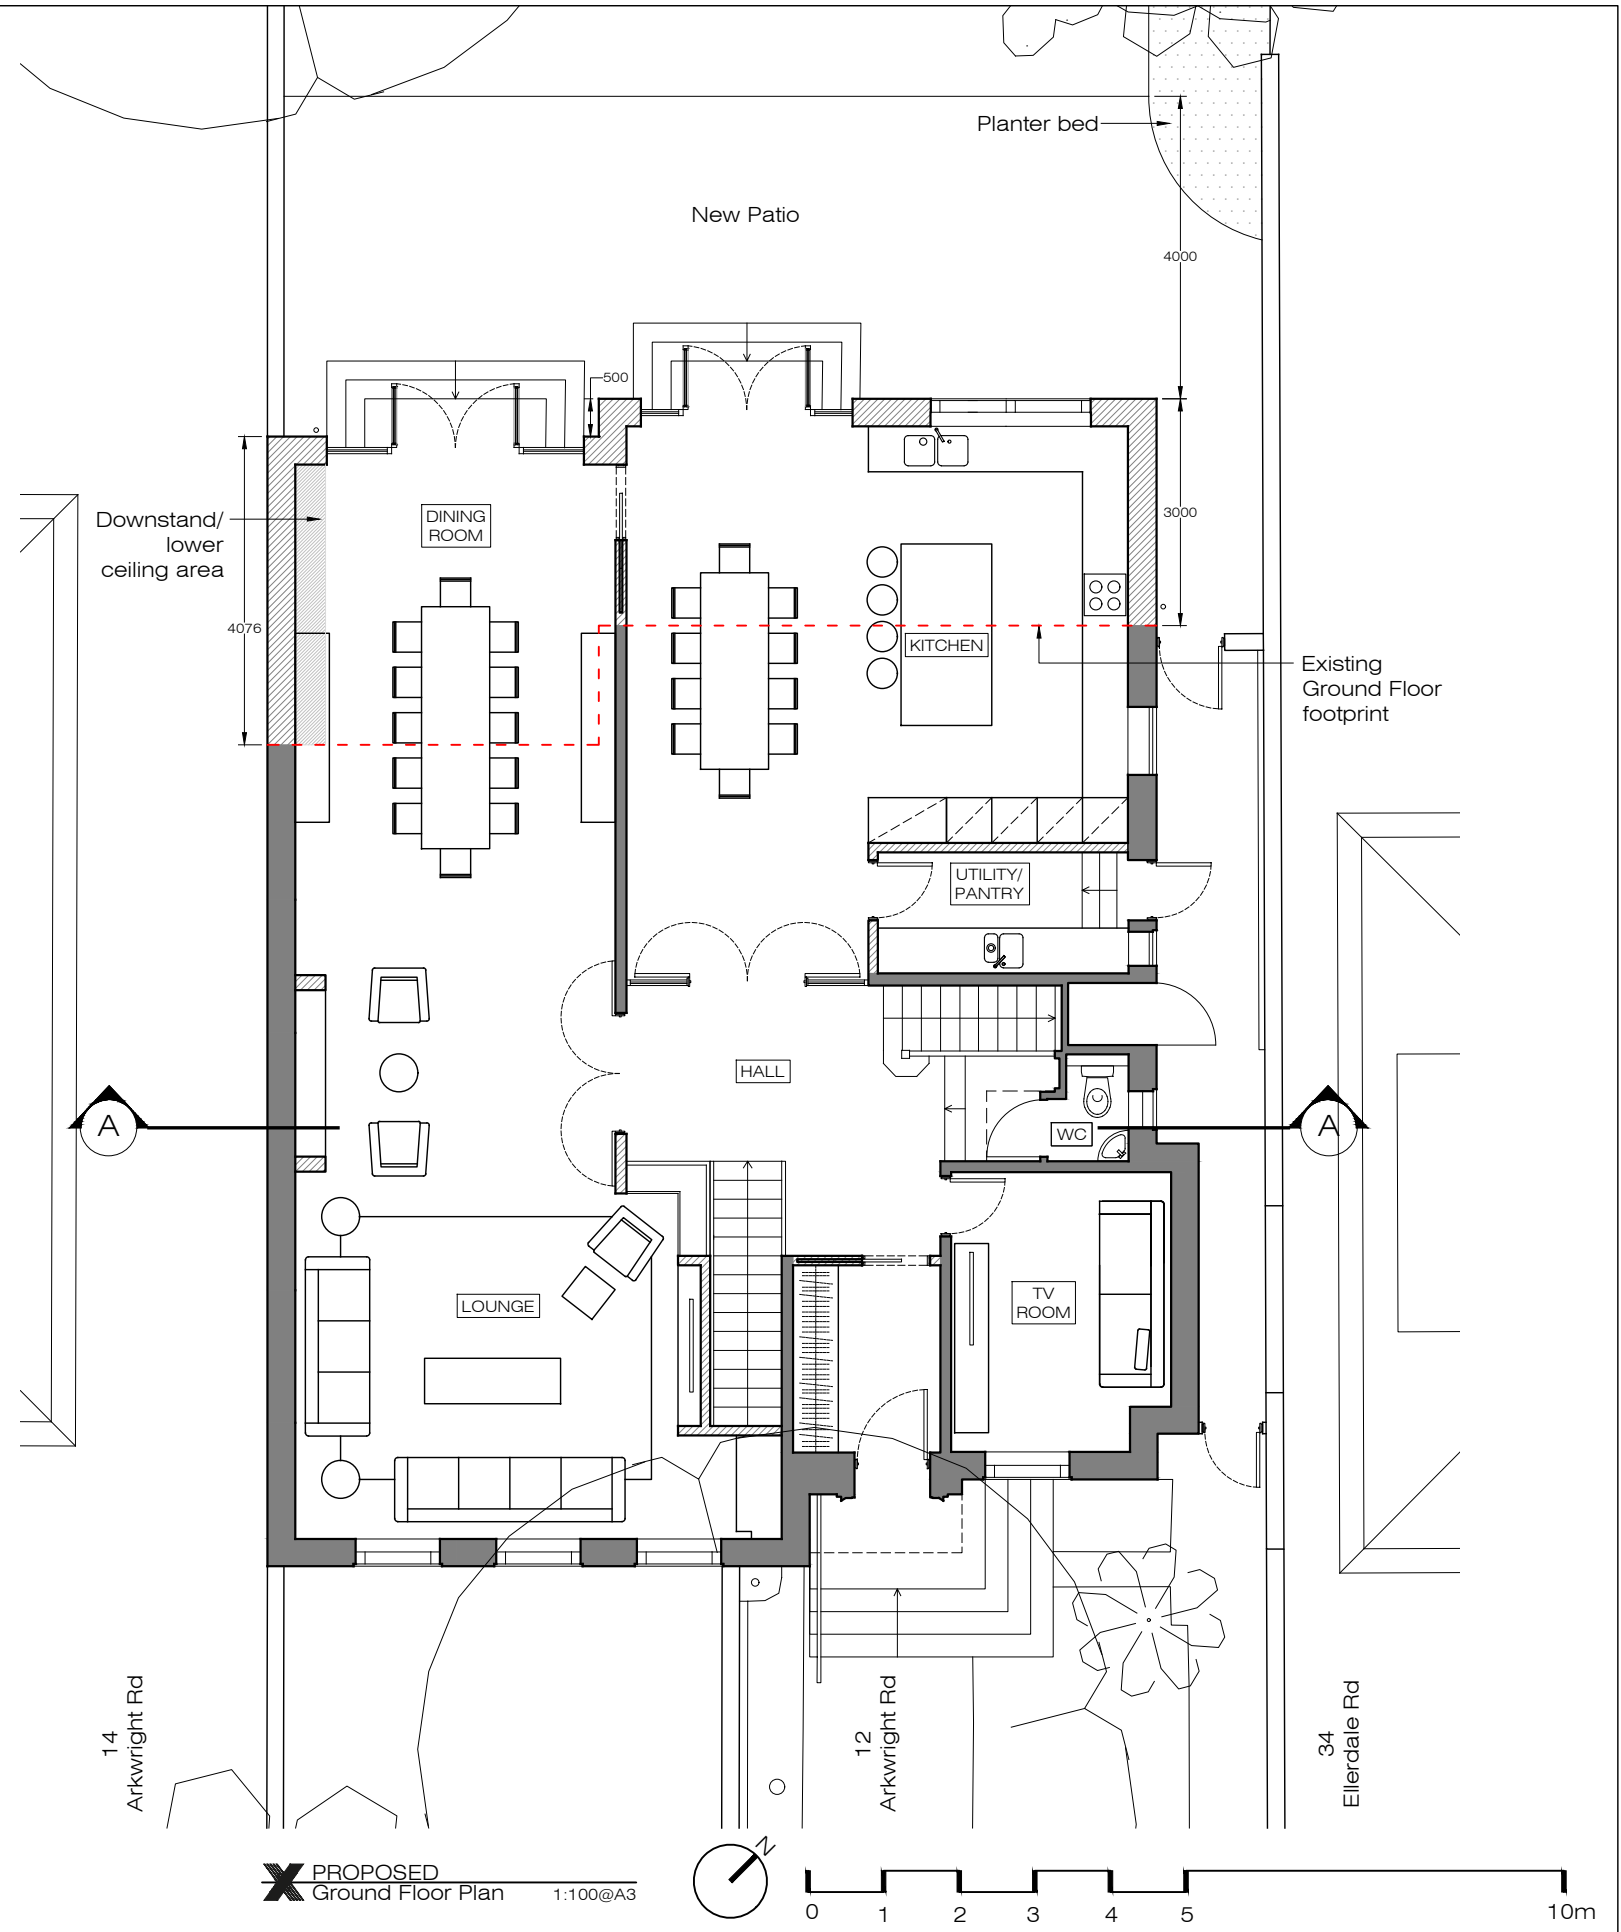 Planter bed
New Patio
4000
500
3000
DINING
ROOM
Downstand/
lower
ceiling area
4076
KITCHEN
Existing
Ground Floor
footprint
UTILITY/
PANTRY
HALL
A
A
WC
LOUNGE
TV
ROOM
14
Arkwright Rd
12
Arkwright Rd
34
Ellerdale Rd
N
PROPOSED
Ground Floor Plan 1:100@A3
0 1 2 3 4 5 10m